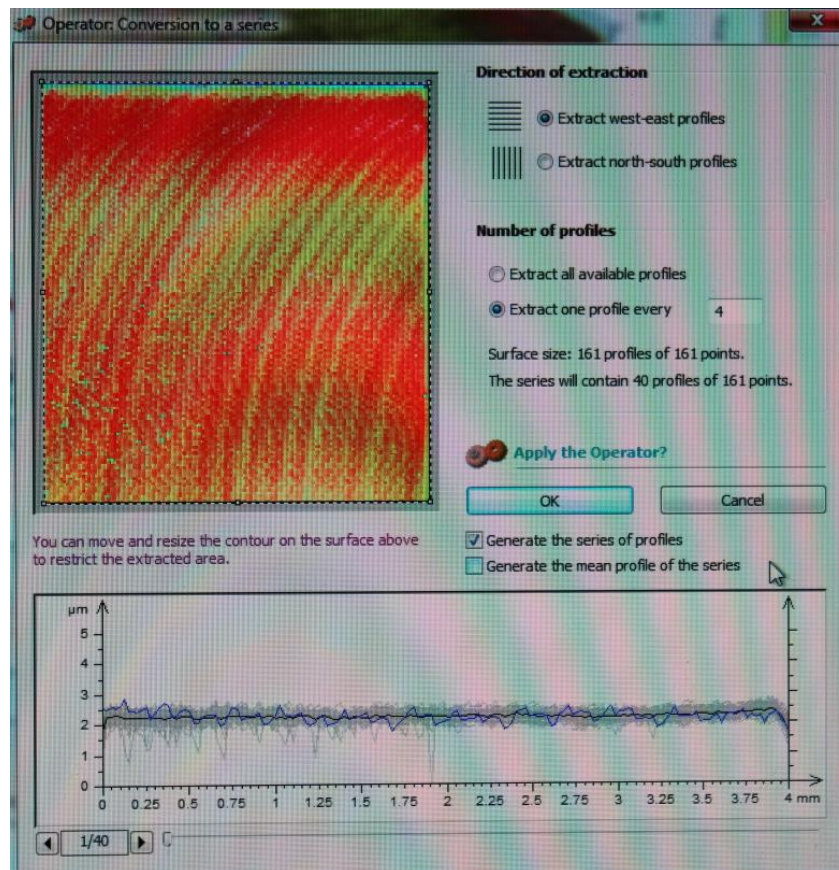 Operator: Conversion to a series
X
Direction of extraction
Extract west-east profiles
Extract north-south profiles
Number of profiles
Extract all available profiles
Extract one profile every 4
Surface size: 161 profiles of 161 points.
The series will contain 40 profiles of 161 points.
Apply the Operator?
OK Cancel
You can move and resize the contour on the surface above
to restrict the extracted area.
Generate the series of profiles
Generate the mean profile of the series
µm
5
4
3
2
1
0
0 0.25 0.5 0.75 1 1.25 1.5 1.75 2 2.25 2.5 2.75 3 3.25 3.5 3.75 4 mm
1/40